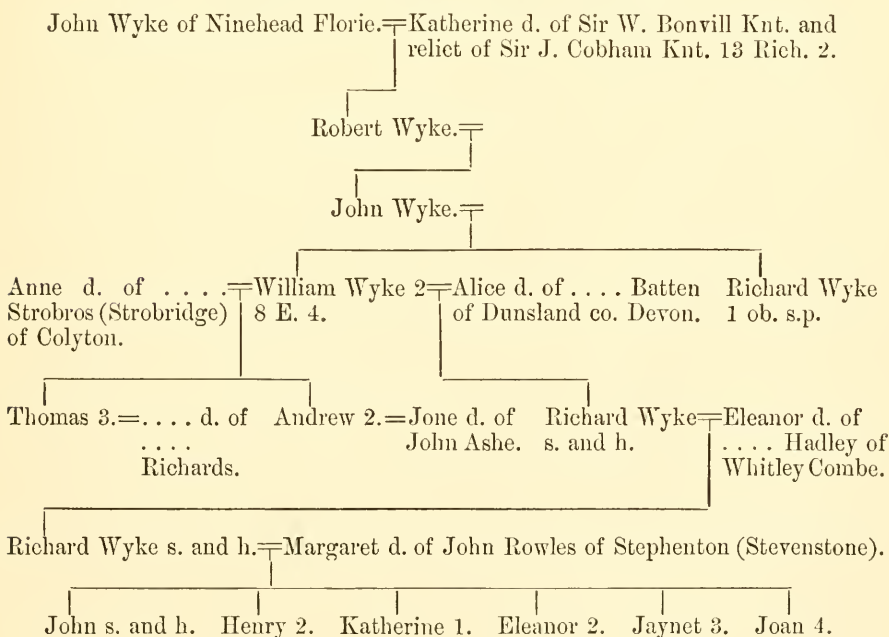 John Wyke of Ninehead Florie.=Katherine d. of Sir W. Bonvill Knt. and
relict of Sir J. Cobham Knt. 13 Rich. 2.
Robert Wyke.=
John Wyke.=
Anne d. of . . . .=William Wyke 2=Alice d. of . . . . Batten Richard Wyke
Strobros (Strobridge) 8 E. 4. of Dunsland co. Devon. 1 ob. s.p.
of Colyton.
Thomas 3.=. . . . d. of Andrew 2.=Jone d. of Richard Wyke=Eleanor d. of
. . . . John Ashe. s. and h. . . . . Hadley of
Richards. Whitley Combe.
Richard Wyke s. and h.=Margaret d. of John Rowles of Stephenton (Stevenstone).
John s. and h. Henry 2. Katherine 1. Eleanor 2. Jaynet 3. Joan 4.